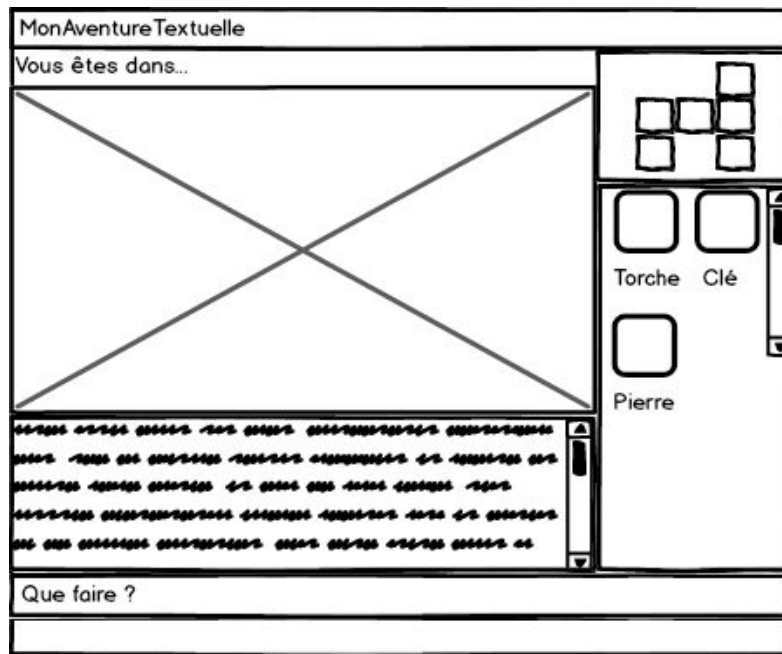 MonAventureTextuelle
Vous êtes dans...
Torche Clé
Pierre
Que faire ?